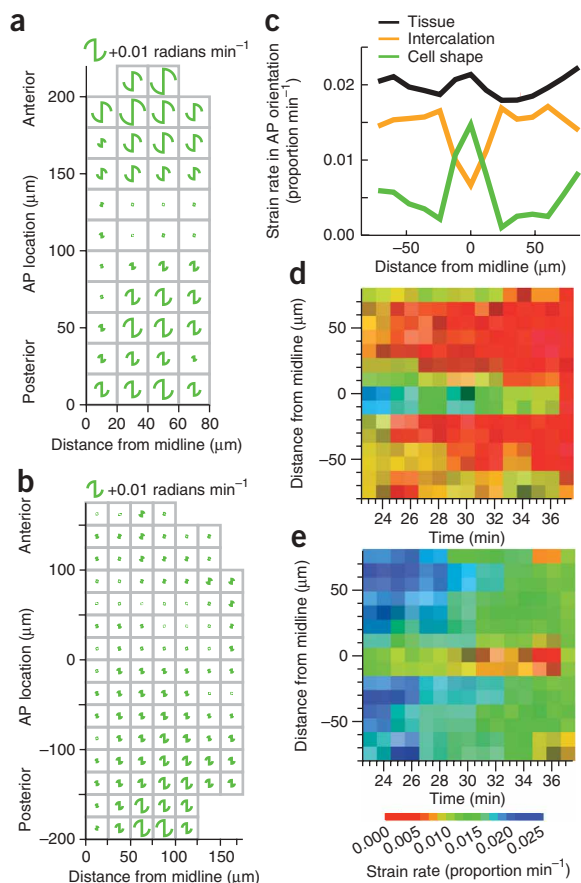 a
+0.01 radians min⁻¹
Anterior
AP location (µm)
Posterior
200
150
100
50
0
0 20 40 60 80
Distance from midline (µm)
b
+0.01 radians min⁻¹
Anterior
AP location (µm)
Posterior
100
0
−100
−200
0 50 100 150
Distance from midline (µm)
c
Tissue
Intercalation
Cell shape
Strain rate in AP orientation
(proportion min⁻¹)
0.02
0.01
0.00
−50 0 50
Distance from midline (µm)
d
Distance from midline (µm)
50
0
−50
24 26 28 30 32 34 36
Time (min)
e
Distance from midline (µm)
50
0
−50
24 26 28 30 32 34 36
Time (min)
0.000 0.005 0.010 0.015 0.020 0.025
Strain rate (proportion min⁻¹)